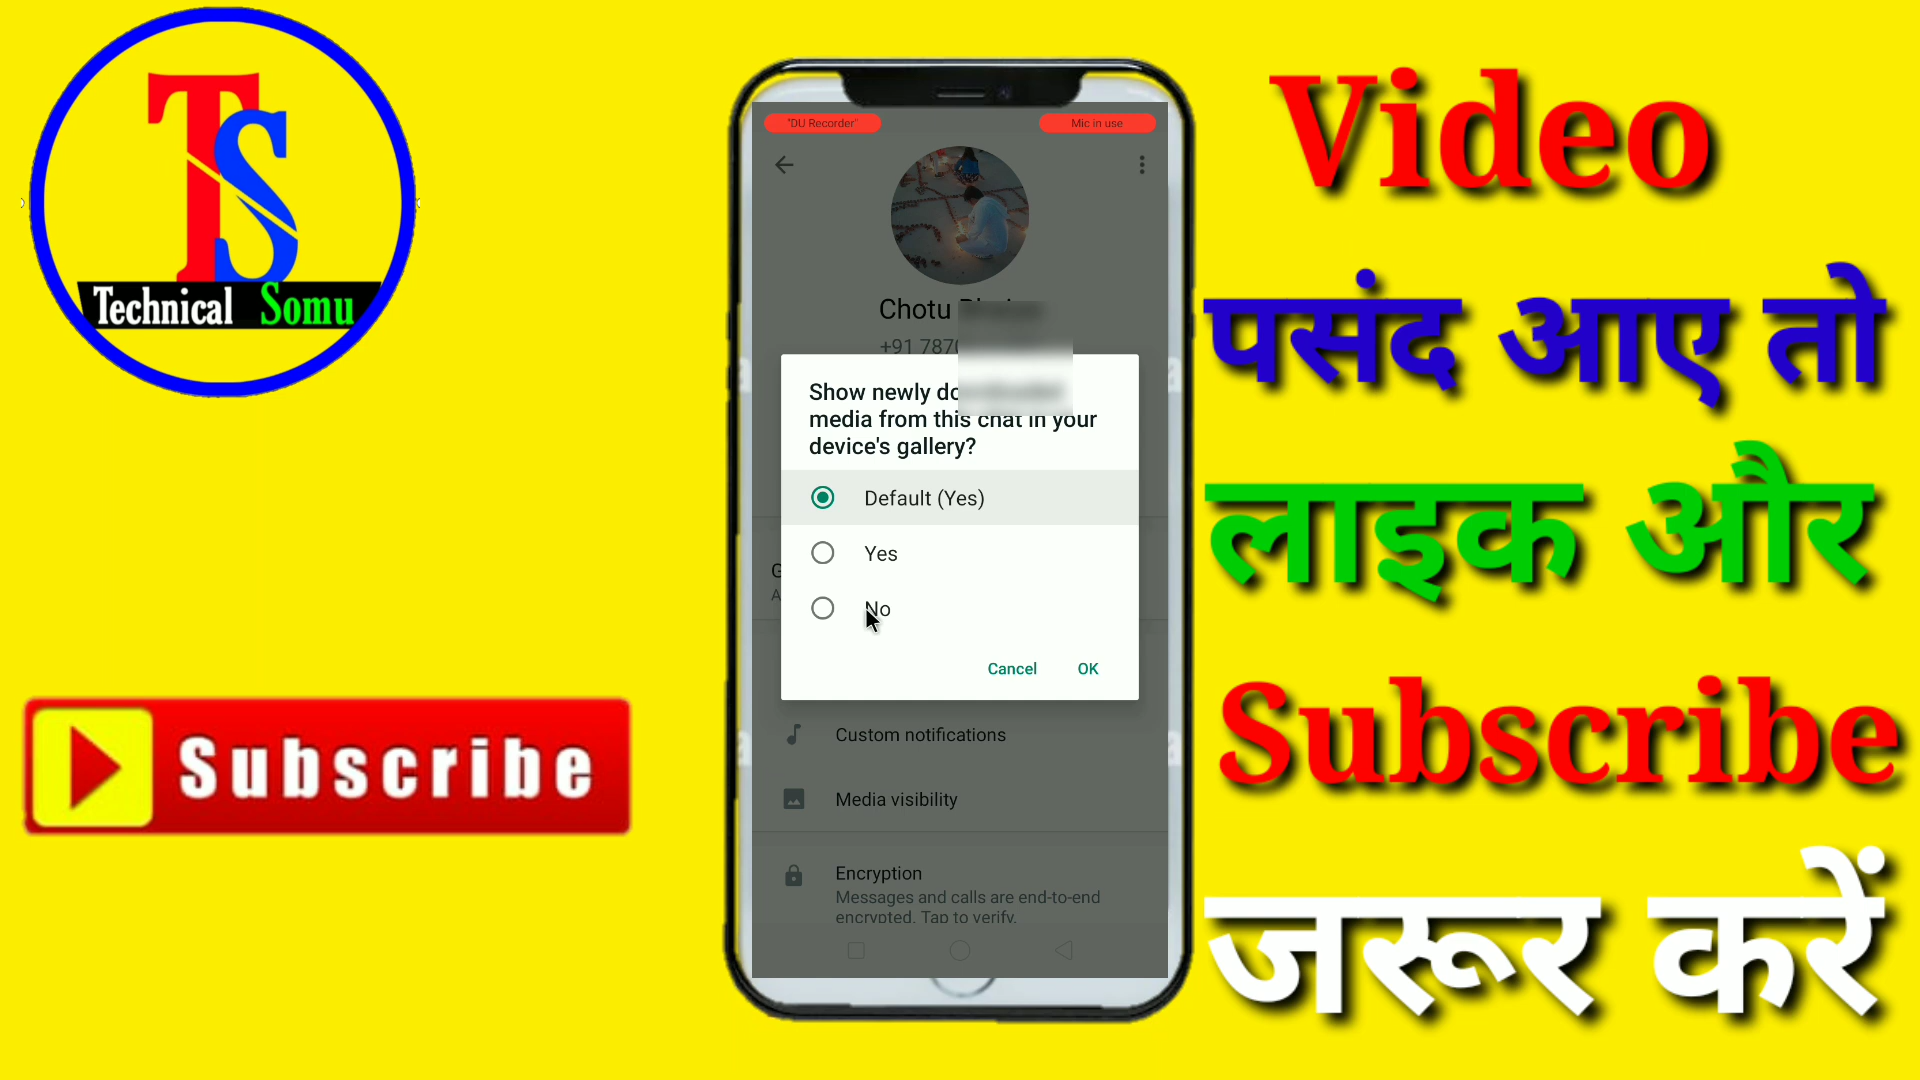 TS
Technical Somu
Subscribe
"DU Recorder"
Mic in use
Chotu
+91 787
Show newly
media from this chat in your
device's gallery?
Default (Yes)
Yes
No
Cancel
OK
Custom notifications
Media visibility
Encryption
Messages and calls are end-to-end
encrypted. Tap to verify.
Video
पसंद आए तो
लाइक और
Subscribe
जरूर करें